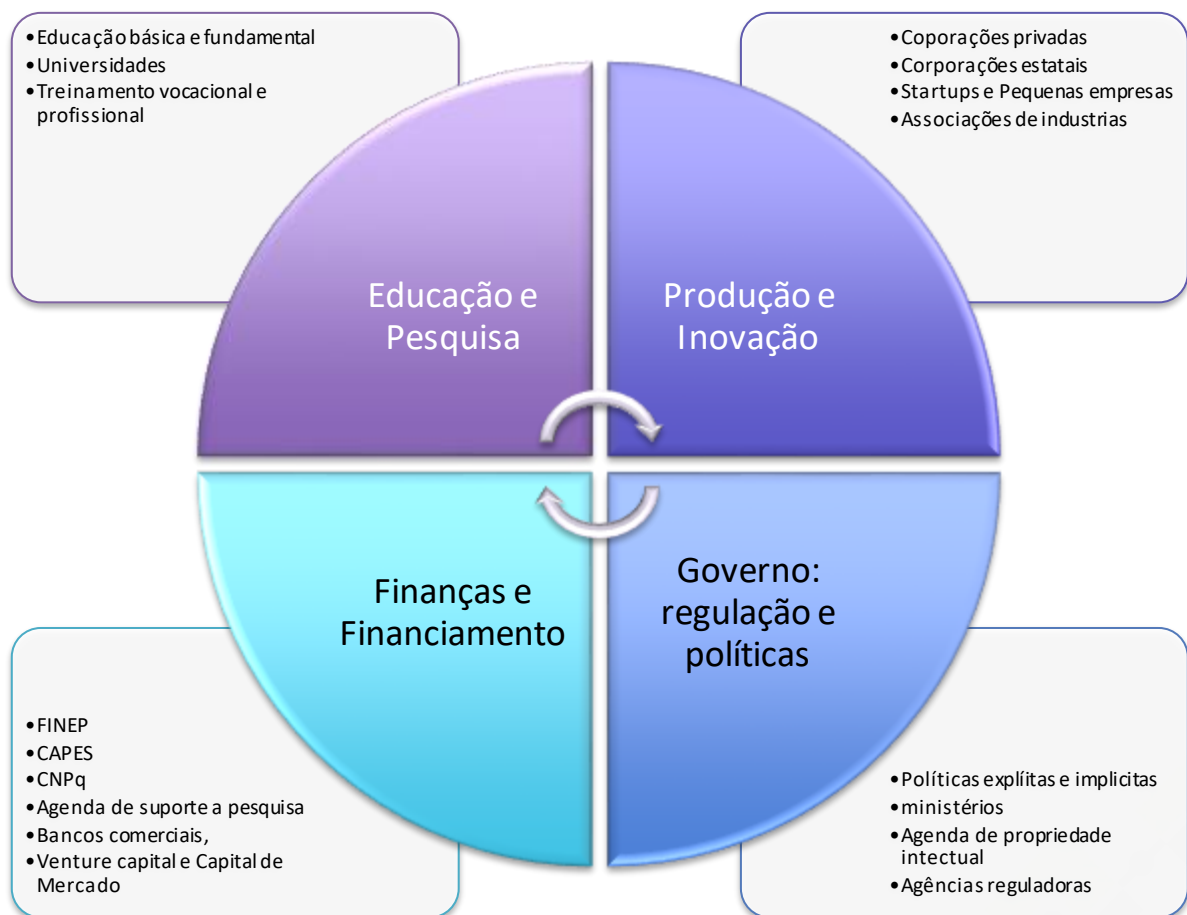 •Educação básica e fundamental
•Universidades
•Treinamento vocacional e
profissional
•Coporações privadas
•Corporações estatais
•Startups e Pequenas empresas
•Associações de industrias
Educação e
Pesquisa
Produção e
Inovação
Finanças e
Financiamento
Governo:
regulação e
políticas
•FINEP
•CAPES
•CNPq
•Agenda de suporte a pesquisa
•Bancos comerciais,
•Venture capital e Capital de
Mercado
•Políticas explíitas e implicitas
•ministérios
•Agenda de propriedade
intectual
•Agências reguladoras